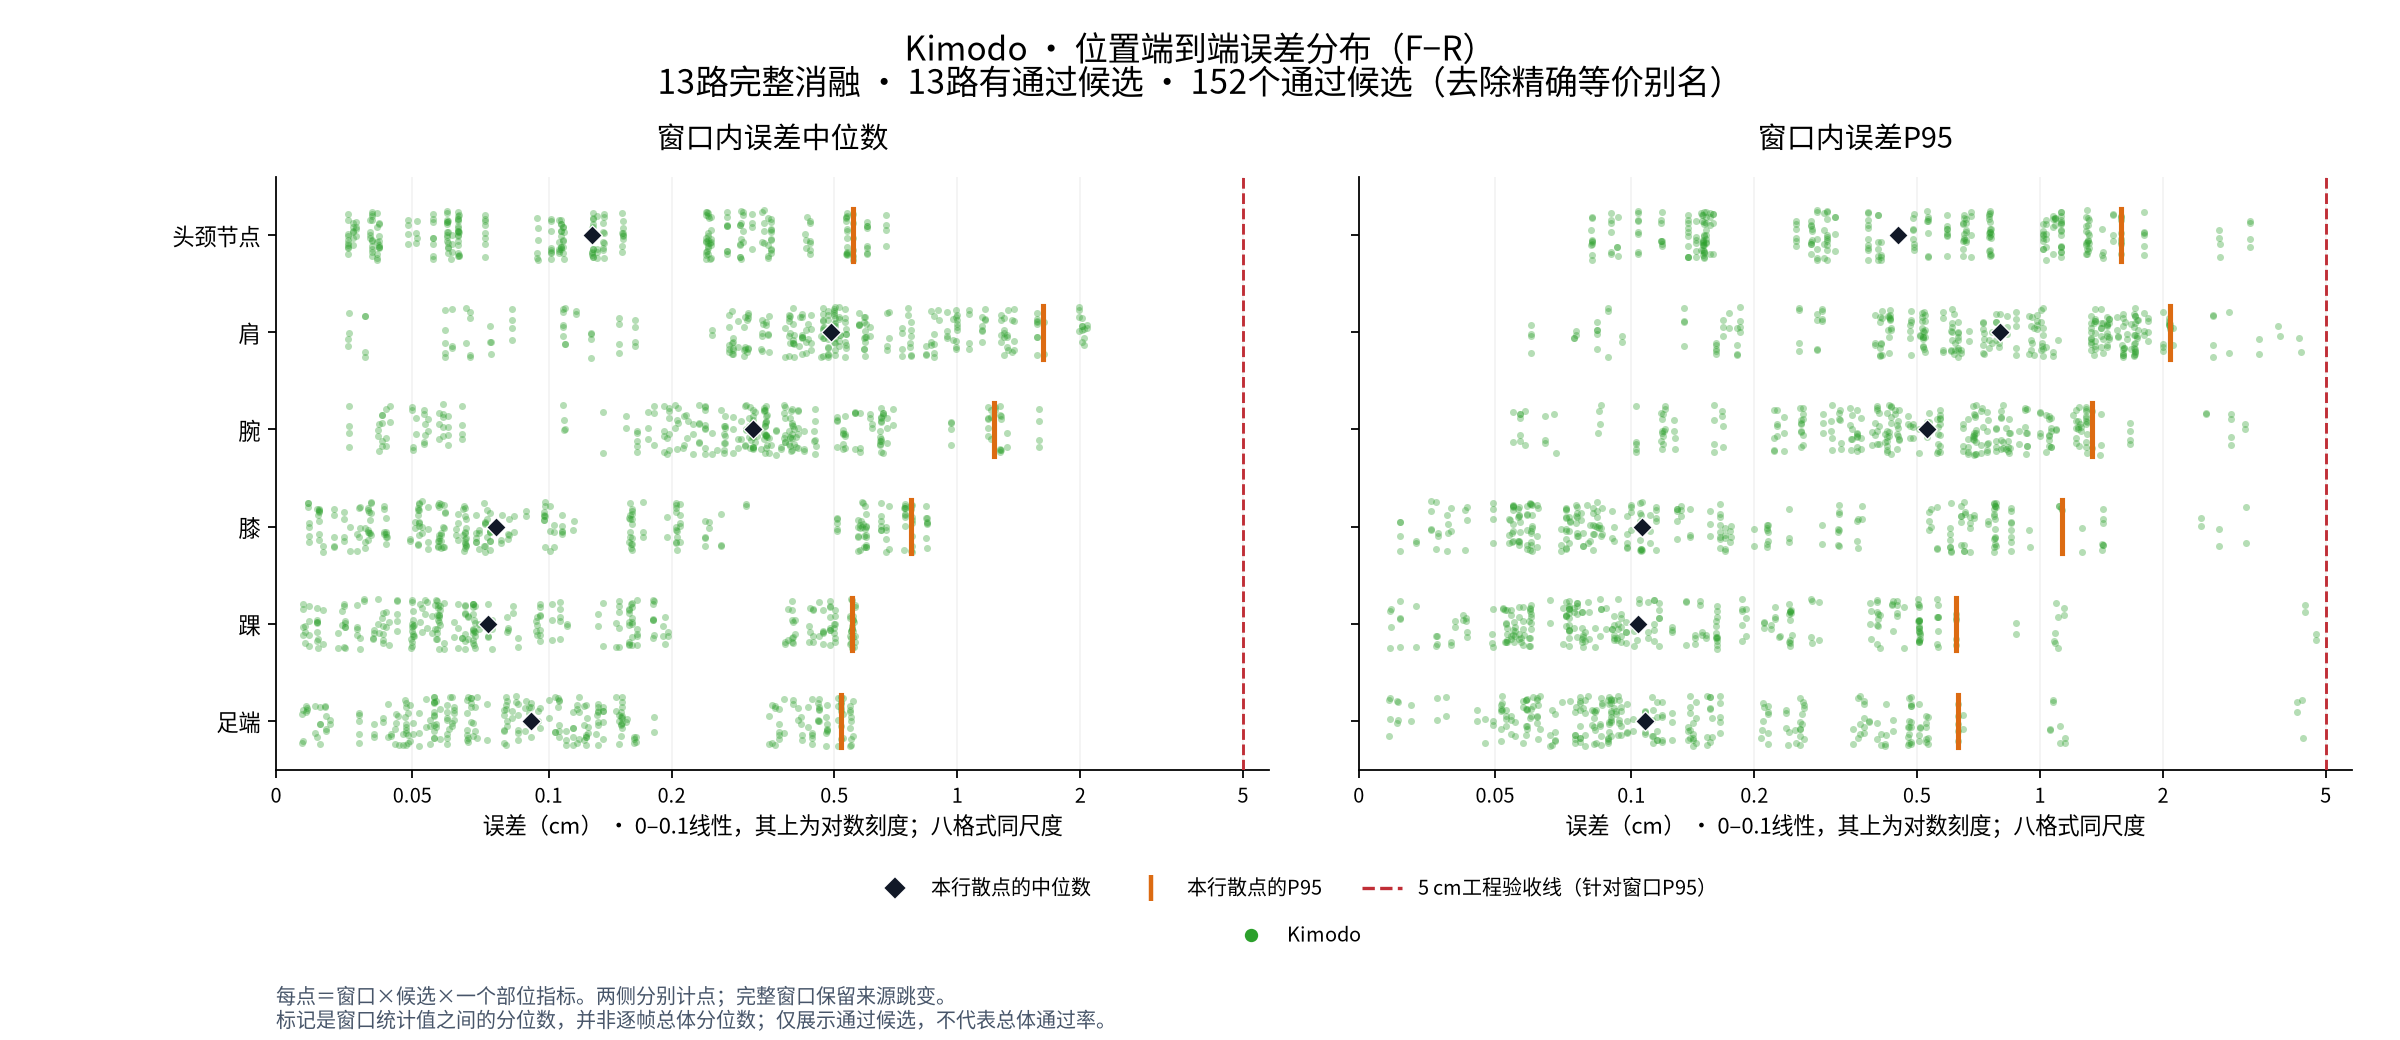 Kimodo · 位置端到端误差分布（F−R）
13路完整消融 · 13路有通过候选 · 152个通过候选（去除精确等价别名）
窗口内误差中位数
窗口内误差P95
头颈节点
肩
腕
膝
踝
足端
0 0.05 0.1 0.2 0.5 1 2 5
0 0.05 0.1 0.2 0.5 1 2 5
误差（cm） · 0–0.1线性，其上为对数刻度；八格式同尺度
误差（cm） · 0–0.1线性，其上为对数刻度；八格式同尺度
本行散点的中位数
本行散点的P95
5 cm工程验收线（针对窗口P95）
Kimodo
每点＝窗口×候选×一个部位指标。两侧分别计点；完整窗口保留来源跳变。
标记是窗口统计值之间的分位数，并非逐帧总体分位数；仅展示通过候选，不代表总体通过率。